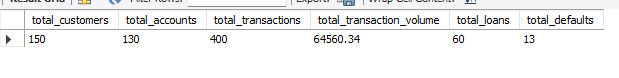 Result Grid Filter Rows: Export: Wrap Cell Content:
total_customers total_accounts total_transactions total_transaction_volume total_loans total_defaults
150 130 400 64560.34 60 13